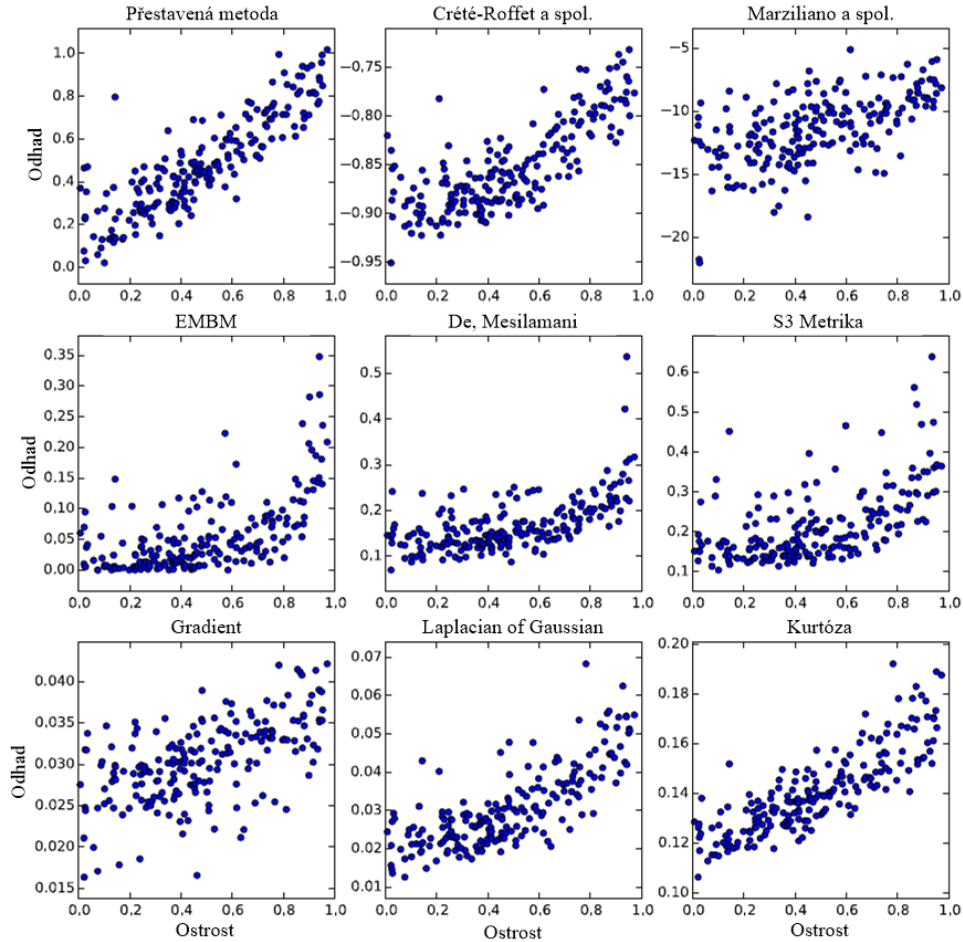 Přestavená metoda
Crété-Roffet a spol.
Marziliano a spol.
Odhad
1.0
0.8
0.6
0.4
0.2
0.0
0.0 0.2 0.4 0.6 0.8 1.0
−0.75
−0.80
−0.85
−0.90
−0.95
0.0 0.2 0.4 0.6 0.8 1.0
−5
−10
−15
−20
0.0 0.2 0.4 0.6 0.8 1.0
EMBM
De, Mesilamani
S3 Metrika
Odhad
0.35
0.30
0.25
0.20
0.15
0.10
0.05
0.00
0.0 0.2 0.4 0.6 0.8 1.0
0.5
0.4
0.3
0.2
0.1
0.0 0.2 0.4 0.6 0.8 1.0
0.6
0.5
0.4
0.3
0.2
0.1
0.0 0.2 0.4 0.6 0.8 1.0
Gradient
Laplacian of Gaussian
Kurtóza
Odhad
0.040
0.035
0.030
0.025
0.020
0.015
0.0 0.2 0.4 0.6 0.8 1.0
Ostrost
0.07
0.06
0.05
0.04
0.03
0.02
0.01
0.0 0.2 0.4 0.6 0.8 1.0
Ostrost
0.20
0.18
0.16
0.14
0.12
0.10
0.0 0.2 0.4 0.6 0.8 1.0
Ostrost